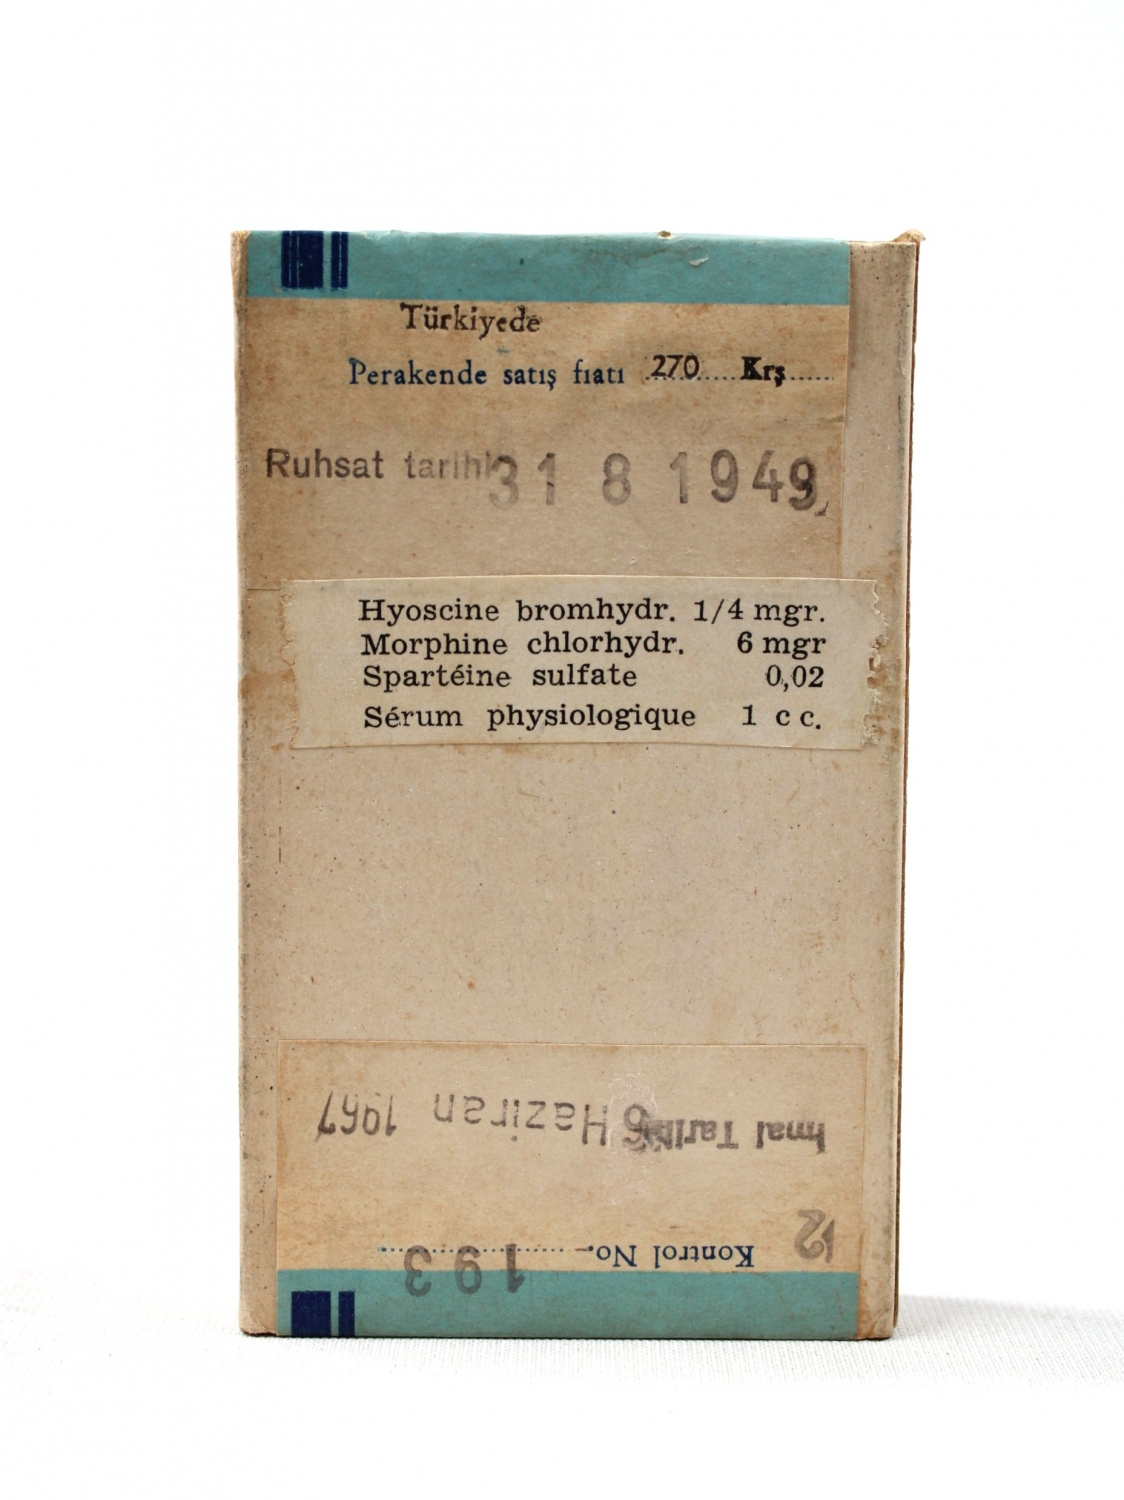 Türkiyede
Perakende satış fıatı 270 Krş
Ruhsat tarihi 31 8 1949
Hyoscine bromhydr. 1/4 mgr.
Morphine chlorhydr. 6 mgr
Spartéine sulfate 0,02
Sérum physiologique 1 c c.
12
Kontrol No. 193
İmal Tarihi 6 Haziran 1967